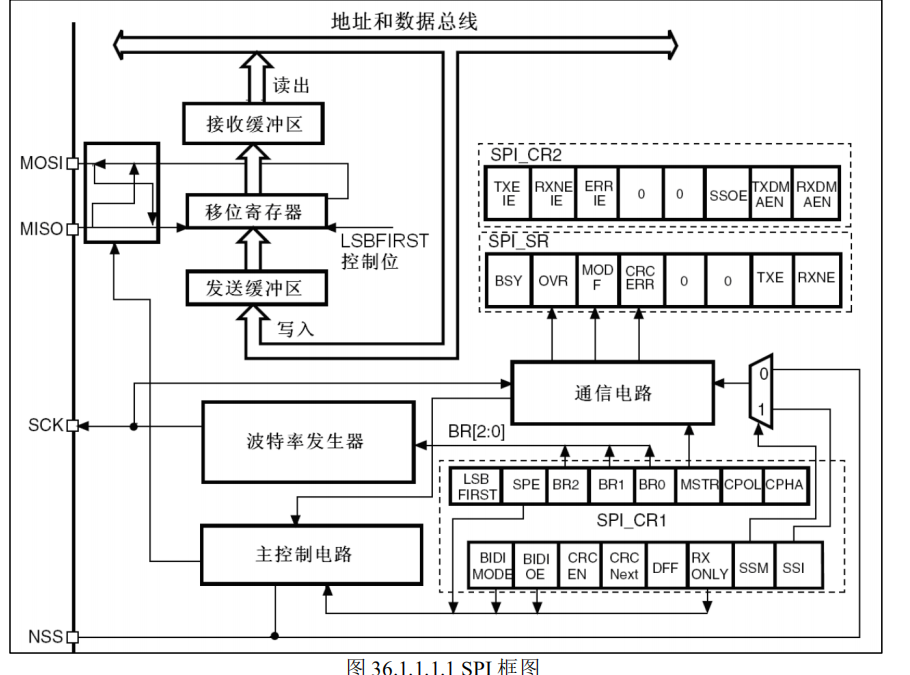 地址和数据总线
读出
接收缓冲区
MOSI
移位寄存器
MISO
LSBFIRST
控制位
发送缓冲区
写入
SPI_CR2
TXE IE
RXNE IE
ERR IE
0
0
SSOE
TXDM AEN
RXDM AEN
SPI_SR
BSY
OVR
MOD F
CRC ERR
0
0
TXE
RXNE
通信电路
0
1
SCK
波特率发生器
BR[2:0]
LSB FIRST
SPE
BR2
BR1
BR0
MSTR
CPOL
CPHA
SPI_CR1
主控制电路
BIDI MODE
BIDI OE
CRC EN
CRC Next
DFF
RX ONLY
SSM
SSI
NSS
图 36.1.1.1.1 SPI 框图